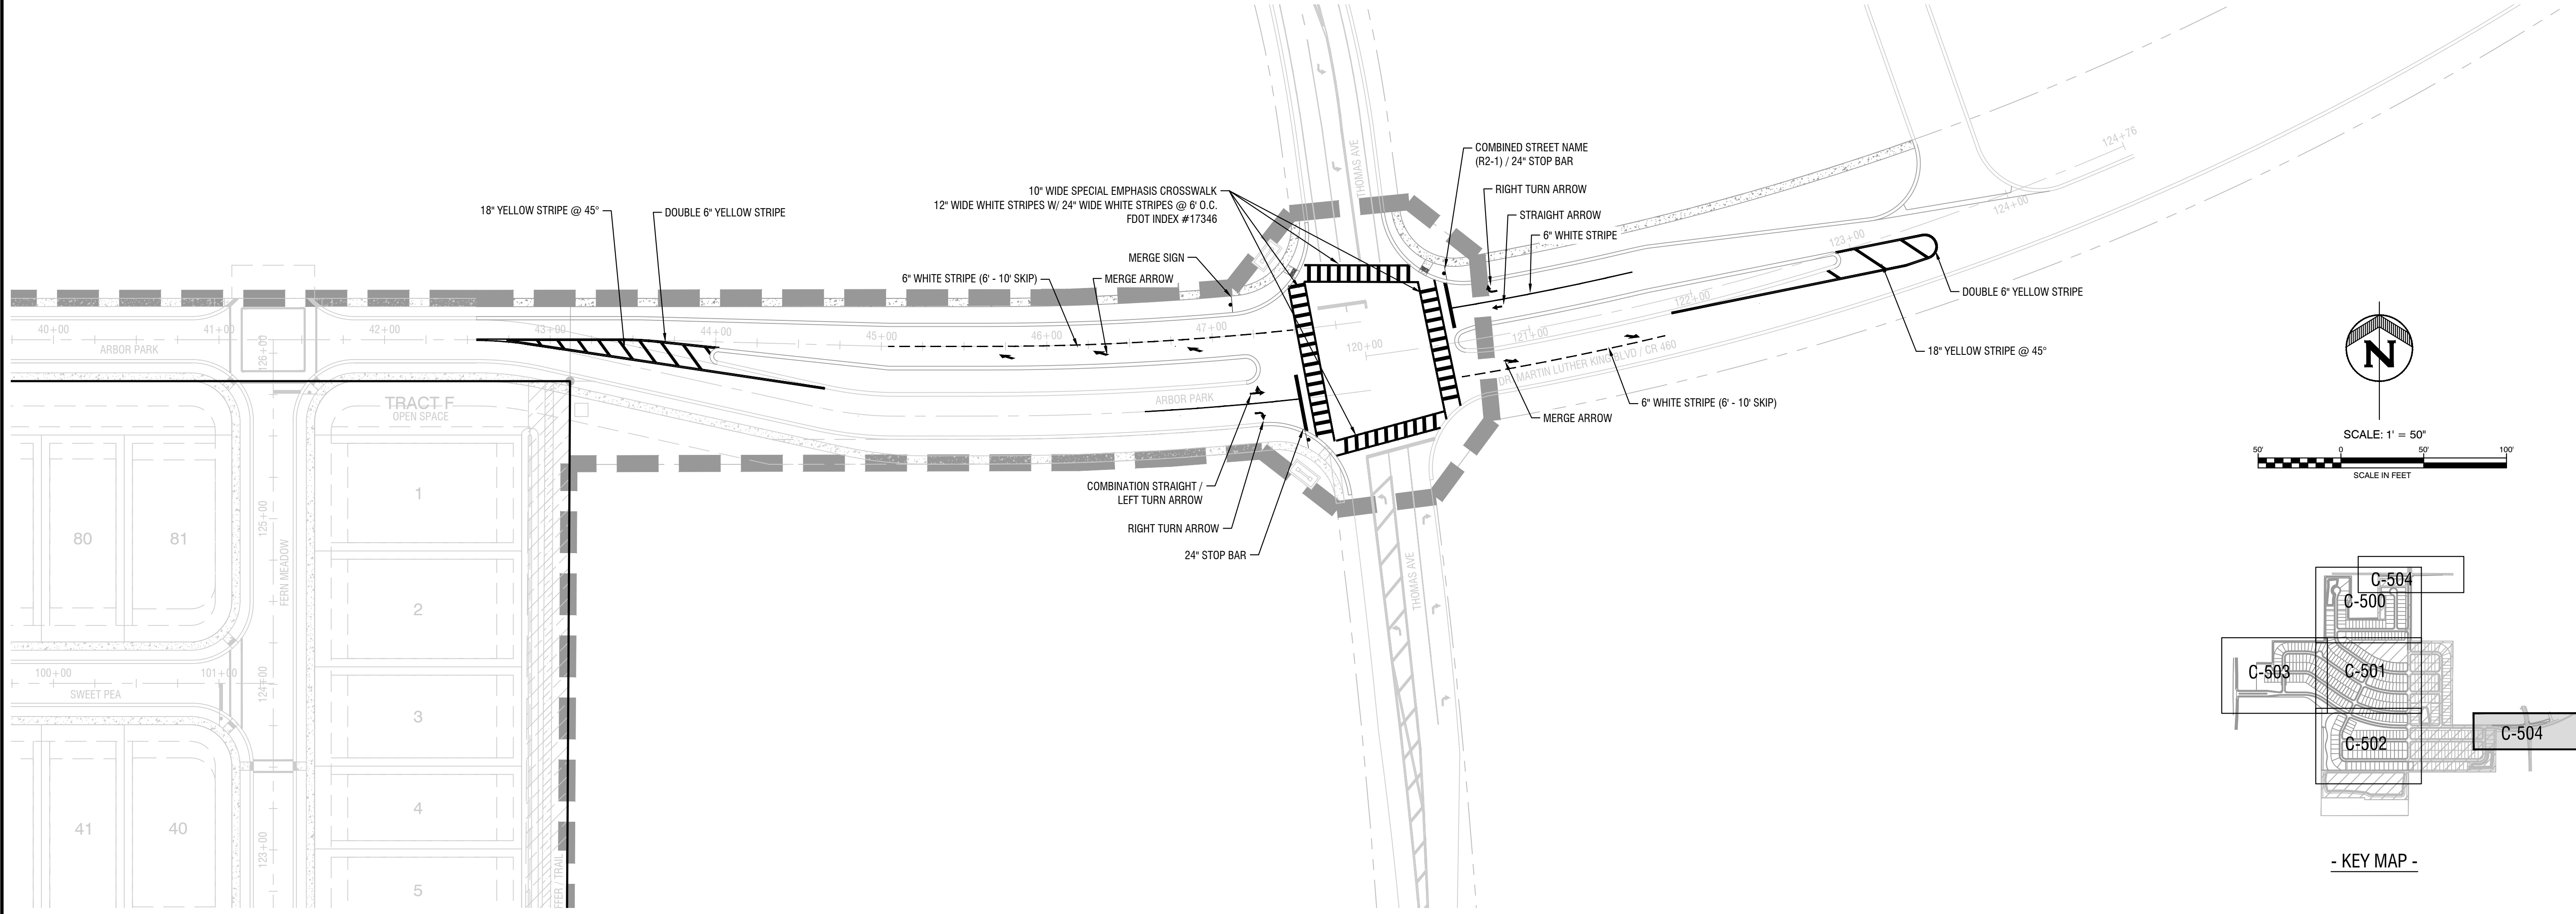 COMBINED STREET NAME
(R2-1) / 24" STOP BAR
RIGHT TURN ARROW
STRAIGHT ARROW
6" WHITE STRIPE
10" WIDE SPECIAL EMPHASIS CROSSWALK
12" WIDE WHITE STRIPES W/ 24" WIDE WHITE STRIPES @ 6' O.C.
FDOT INDEX #17346
18" YELLOW STRIPE @ 45°
DOUBLE 6" YELLOW STRIPE
MERGE SIGN
6" WHITE STRIPE (6' - 10' SKIP)
MERGE ARROW
THOMAS AVE
124+76
124+00
123+00
122+00
121+00
120+00
DOUBLE 6" YELLOW STRIPE
18" YELLOW STRIPE @ 45°
DR. MARTIN LUTHER KING BLVD / CR 460
6" WHITE STRIPE (6' - 10' SKIP)
MERGE ARROW
40+00
41+00
42+00
43+00
44+00
45+00
46+00
47+00
ARBOR PARK
126+00
ARBOR PARK
TRACT F
OPEN SPACE
COMBINATION STRAIGHT /
LEFT TURN ARROW
RIGHT TURN ARROW
24" STOP BAR
THOMAS AVE
80
81
125+00
FERN MEADOW
1
2
3
4
5
100+00
101+00
124+00
SWEET PEA
41
40
123+00
FFER / TRAIL
N
SCALE: 1' = 50"
50'
0
50'
100'
SCALE IN FEET
C-504
C-500
C-503
C-501
C-502
C-504
- KEY MAP -